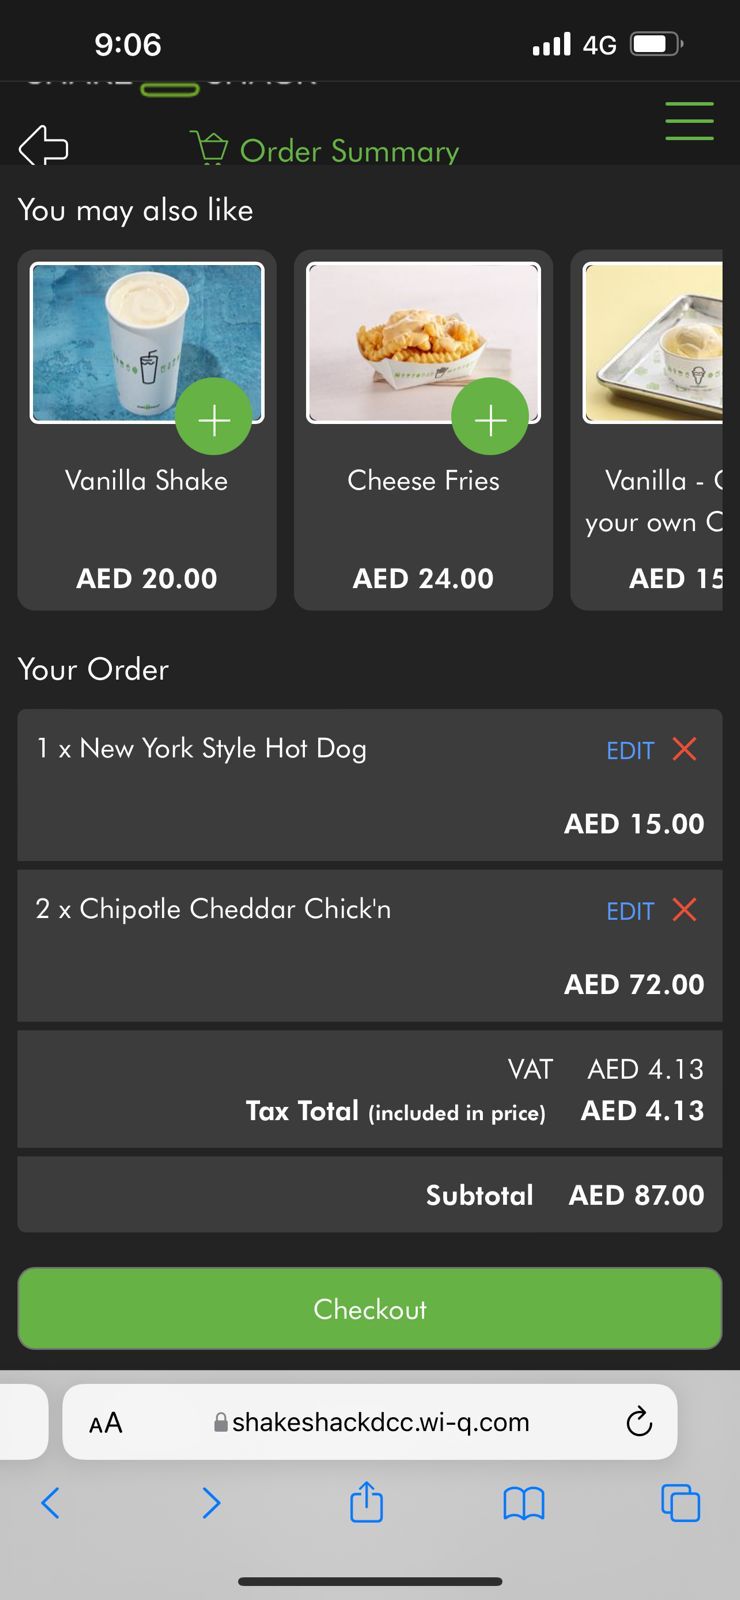 9:06
4G
Order Summary
You may also like
Vanilla Shake
AED 20.00
Cheese Fries
AED 24.00
Vanilla -
your own
AED 15
Your Order
1 x New York Style Hot Dog
EDIT
AED 15.00
2 x Chipotle Cheddar Chick'n
EDIT
AED 72.00
VAT AED 4.13
Tax Total (included in price) AED 4.13
Subtotal AED 87.00
Checkout
AA shakeshackdcc.wi-q.com